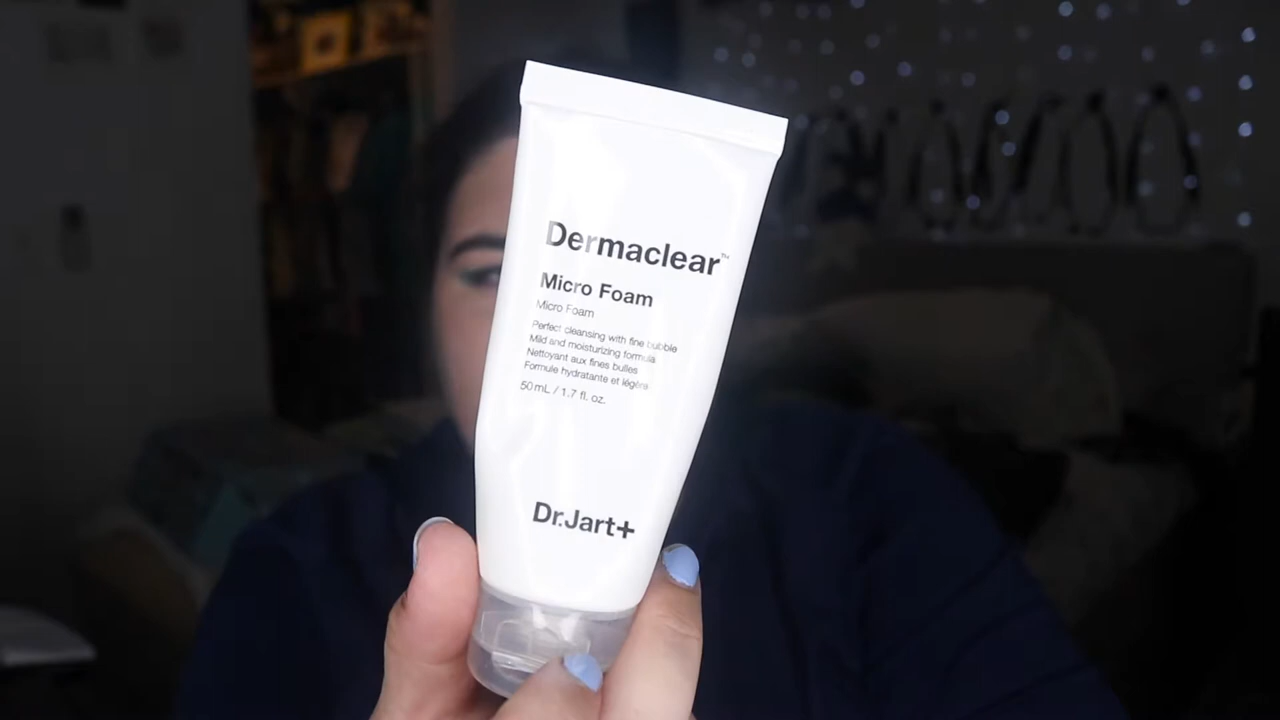 Dermaclear™
Micro Foam
Micro Foam
Perfect cleansing with fine bubble
Mild and moisturizing formula
Nettoyant aux fines bulles
Formule hydratante et légère
50 mL / 1.7 fl. oz.
Dr.Jart+